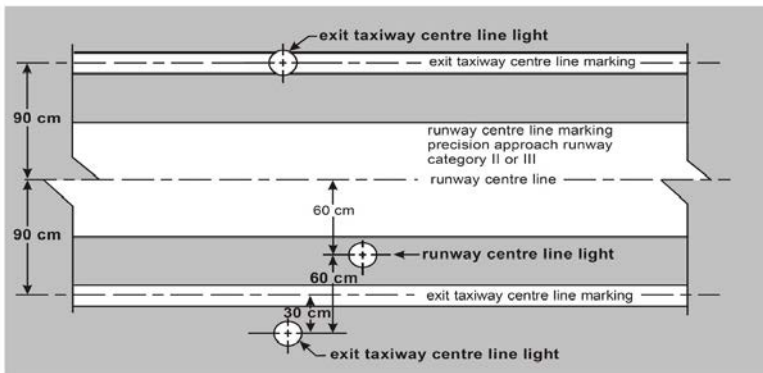 exit taxiway centre line light
exit taxiway centre line marking
90 cm
runway centre line marking
precision approach runway
category II or III
runway centre line
60 cm
90 cm
runway centre line light
60 cm
exit taxiway centre line marking
30 cm
exit taxiway centre line light